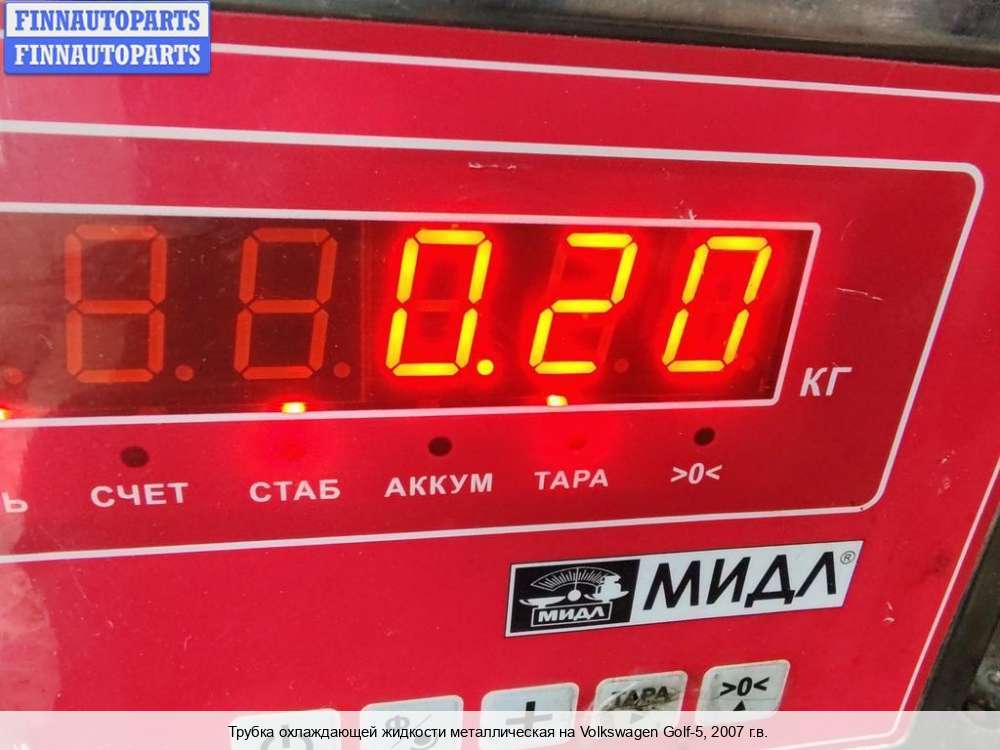 FINNAUTOPARTS
FINNAUTOPARTS
0.20
КГ
Ь СЧЕТ СТАБ АККУМ ТАРА >0<
МИДЛ МИДЛ®
+ ТАРА >0<
Трубка охлаждающей жидкости металлическая на Volkswagen Golf-5, 2007 г.в.